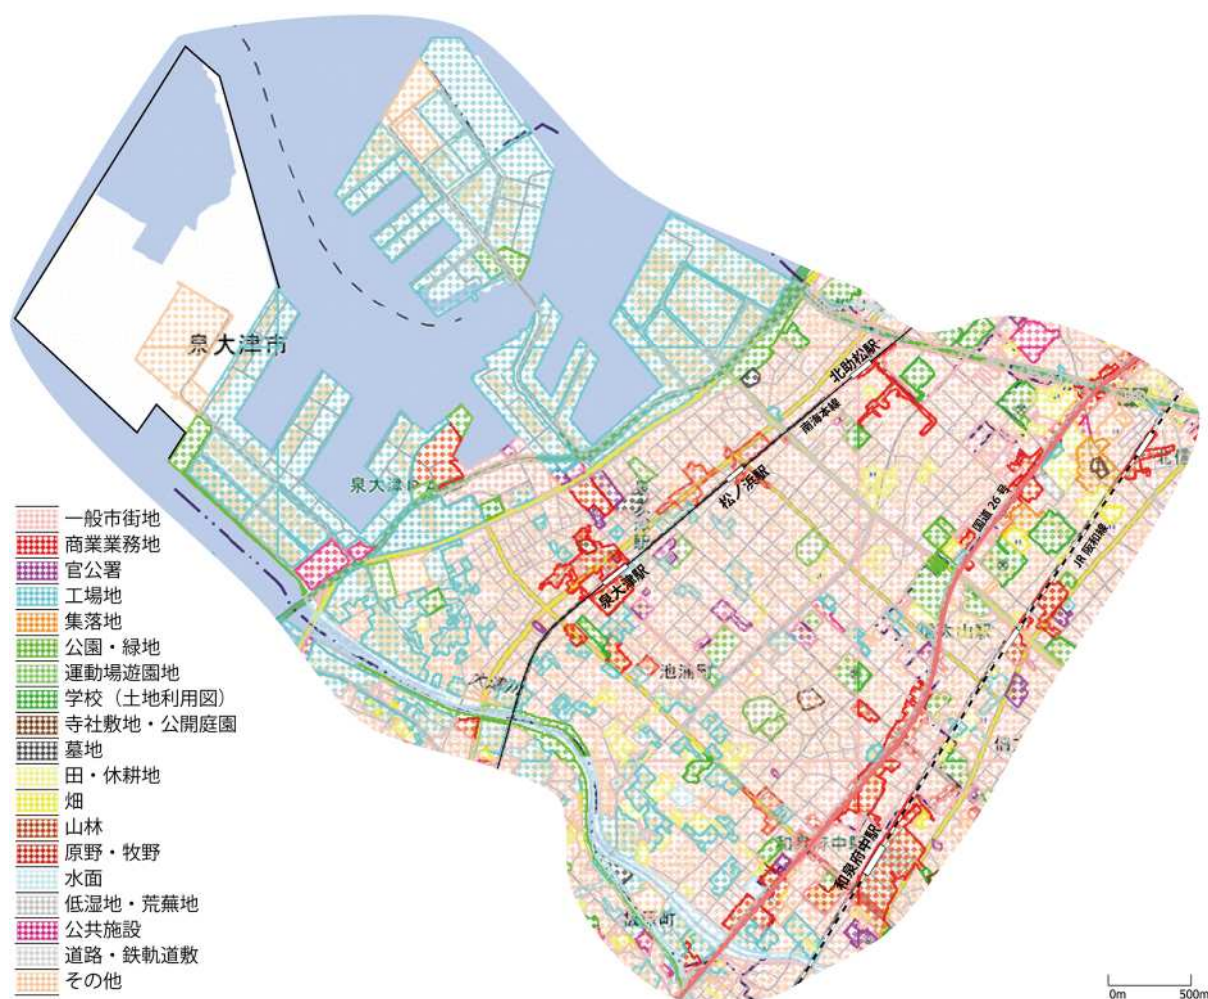 泉大津市
北助松駅
南海本線
松ノ浜駅
国道26号
JR阪和線
泉大津駅
池浦町
大津川
和泉府中駅
一般市街地
商業業務地
官公署
工場地
集落地
公園・緑地
運動場遊園地
学校（土地利用図）
寺社敷地・公開庭園
墓地
田・休耕地
畑
山林
原野・牧野
水面
低湿地・荒蕪地
公共施設
道路・鉄軌道敷
その他
0m 500m